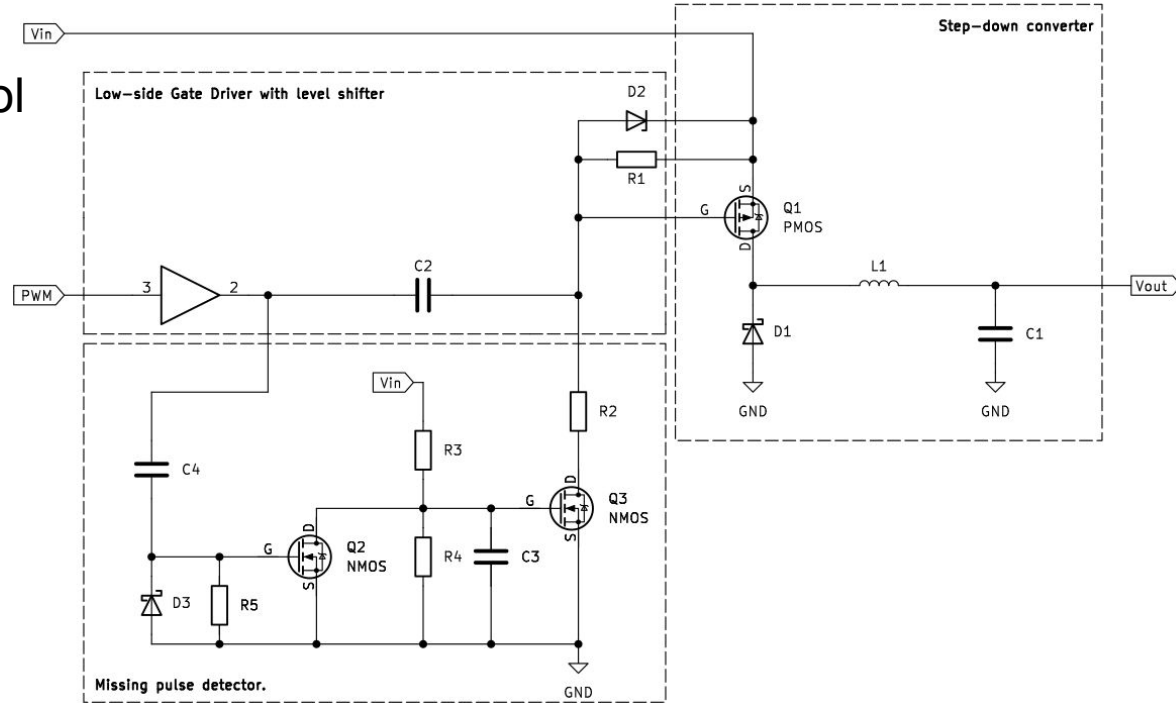 Vin
Step-down converter
ol
Low-side Gate Driver with level shifter
D2
R1
S
G
Q1
PMOS
D
C2
L1
PWM
3
2
Vout
D1
C1
Vin
GND
GND
R2
R3
C4
D
G
Q3
NMOS
S
D
G
Q2
NMOS
S
R4
C3
D3
R5
Missing pulse detector.
GND